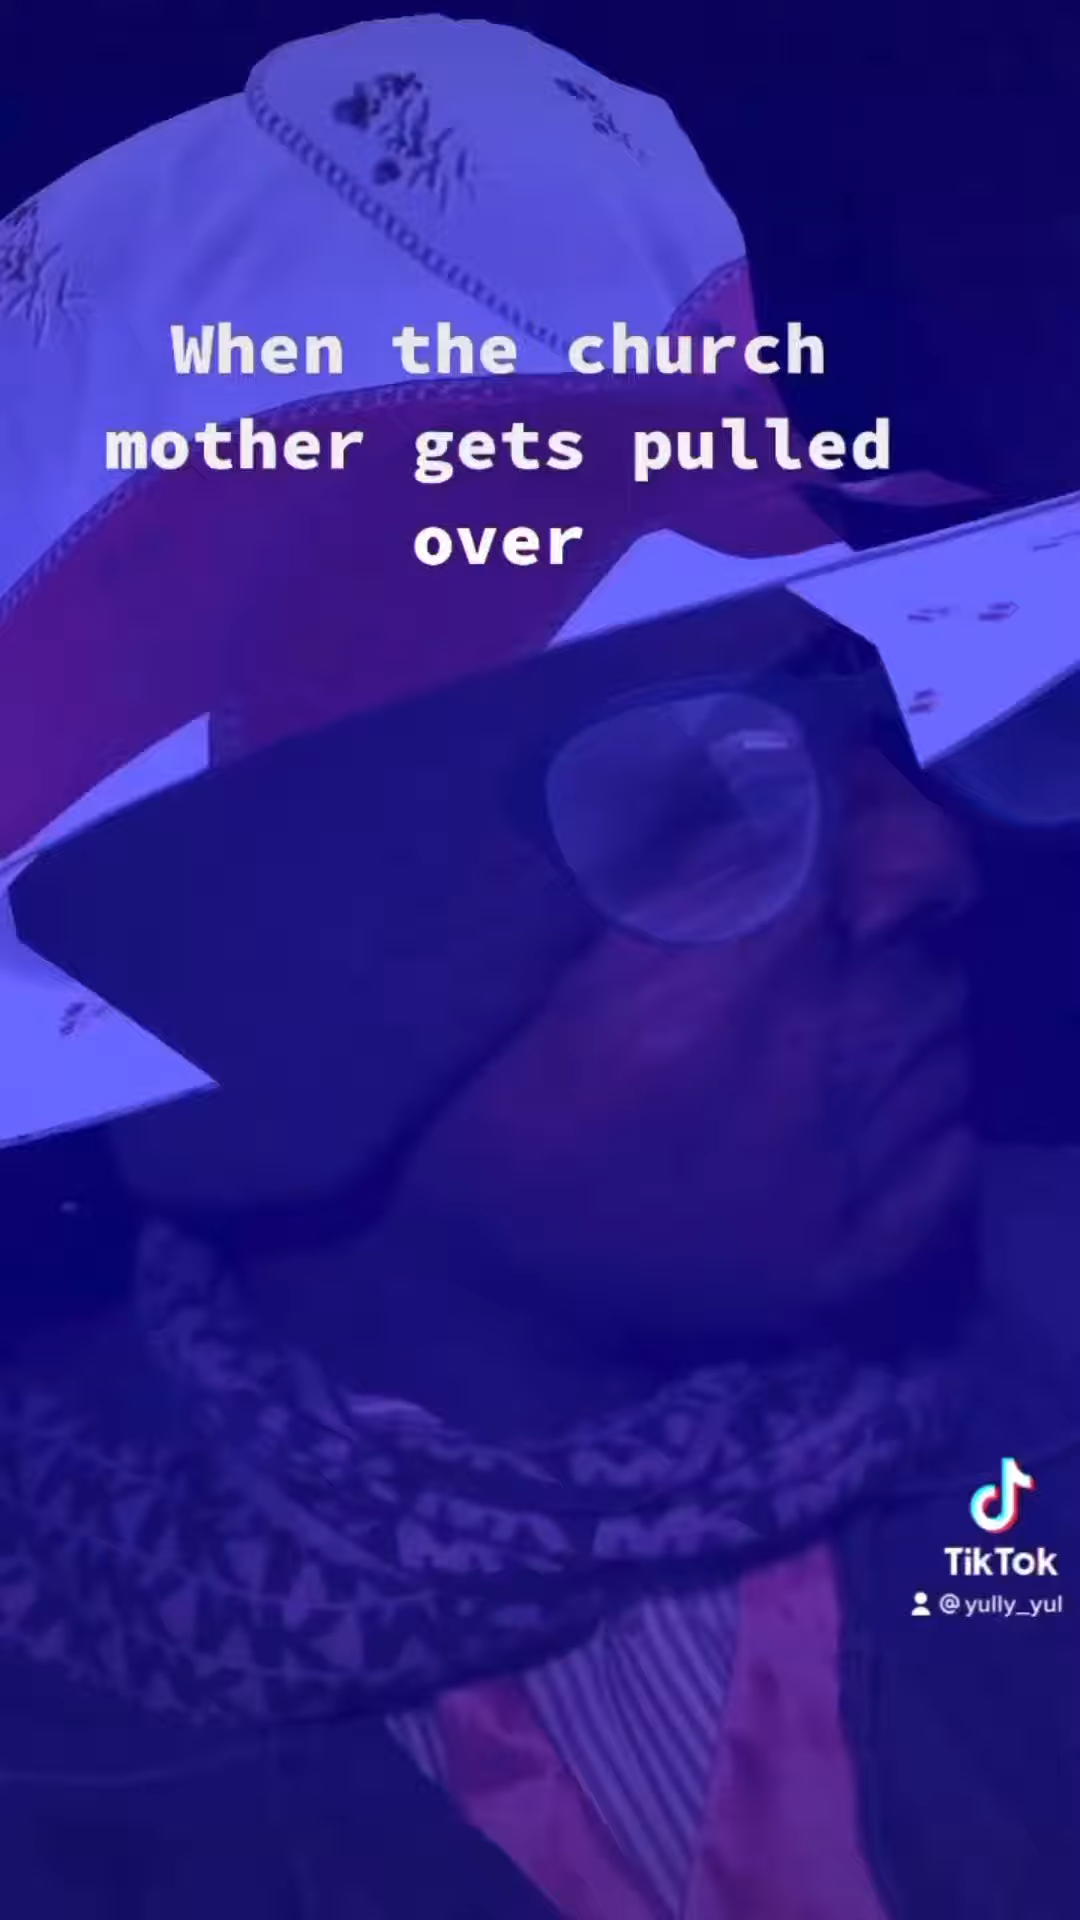 When the church
mother gets pulled
over
TikTok
@yully_yul